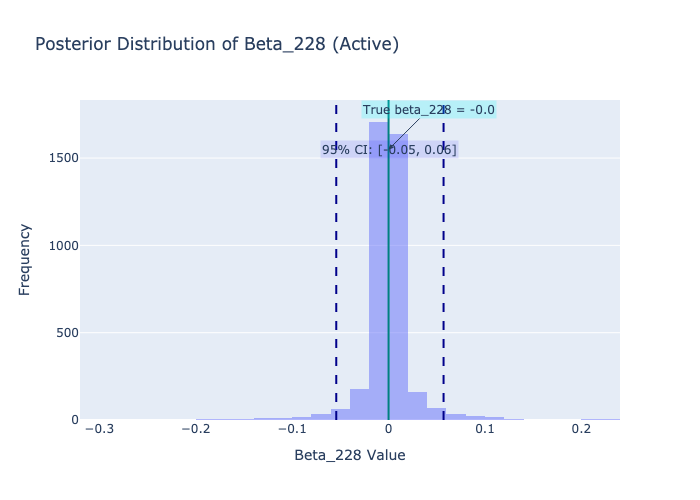 Posterior Distribution of Beta_228 (Active)
True beta_228 = -0.0
95% CI: [-0.05, 0.06]
1500
1000
500
0
Frequency
−0.3
−0.2
−0.1
0
0.1
0.2
Beta_228 Value